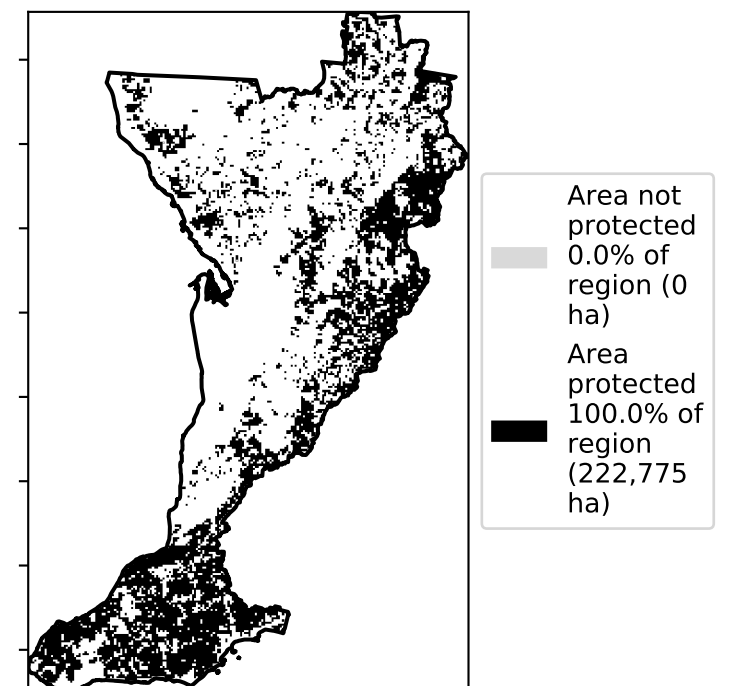 Area not
protected
0.0% of
region (0
ha)
Area
protected
100.0% of
region
(222,775
ha)